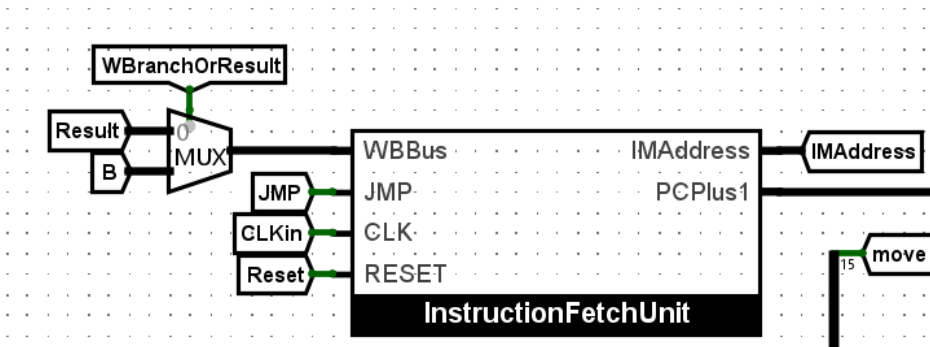 WBranchOrResult
Result
0
B
MUX
WBBus
IMAddress
IMAddress
JMP
JMP
PCPlus1
CLKin
CLK
Reset
RESET
15
move
InstructionFetchUnit